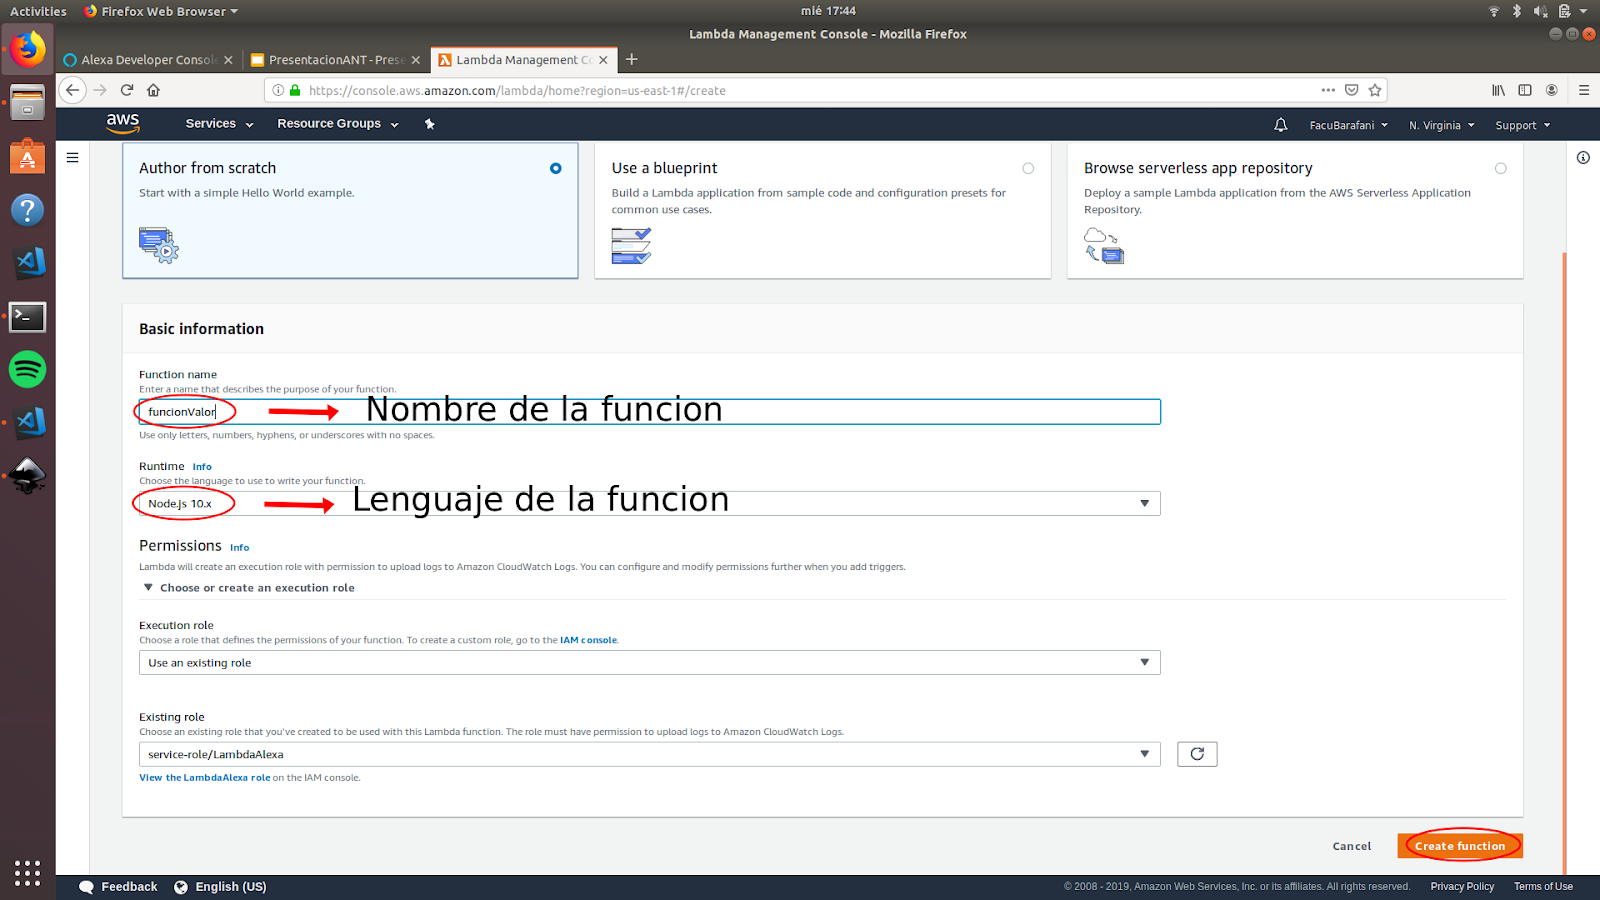 Activities
Firefox Web Browser
mié 17:44
Lambda Management Console - Mozilla Firefox
Alexa Developer Console
PresentacionANT - Prese
Lambda Management Co
https://console.aws.amazon.com/lambda/home?region=us-east-1#/create
aws
Services
Resource Groups
FacuBarafani
N. Virginia
Support
Author from scratch
Start with a simple Hello World example.
Use a blueprint
Build a Lambda application from sample code and configuration presets for
common use cases.
Browse serverless app repository
Deploy a sample Lambda application from the AWS Serverless Application
Repository.
Basic information
Function name
Enter a name that describes the purpose of your function.
funcionValor
Nombre de la funcion
Use only letters, numbers, hyphens, or underscores with no spaces.
Runtime Info
Choose the language to use to write your function.
Node.js 10.x
Lenguaje de la funcion
Permissions Info
Lambda will create an execution role with permission to upload logs to Amazon CloudWatch Logs. You can configure and modify permissions further when you add triggers.
Choose or create an execution role
Execution role
Choose a role that defines the permissions of your function. To create a custom role, go to the IAM console.
Use an existing role
Existing role
Choose an existing role that you've created to be used with this Lambda function. The role must have permission to upload logs to Amazon CloudWatch Logs.
service-role/LambdaAlexa
View the LambdaAlexa role on the IAM console.
Cancel
Create function
Feedback
English (US)
© 2008 - 2019, Amazon Web Services, Inc. or its affiliates. All rights reserved.
Privacy Policy
Terms of Use